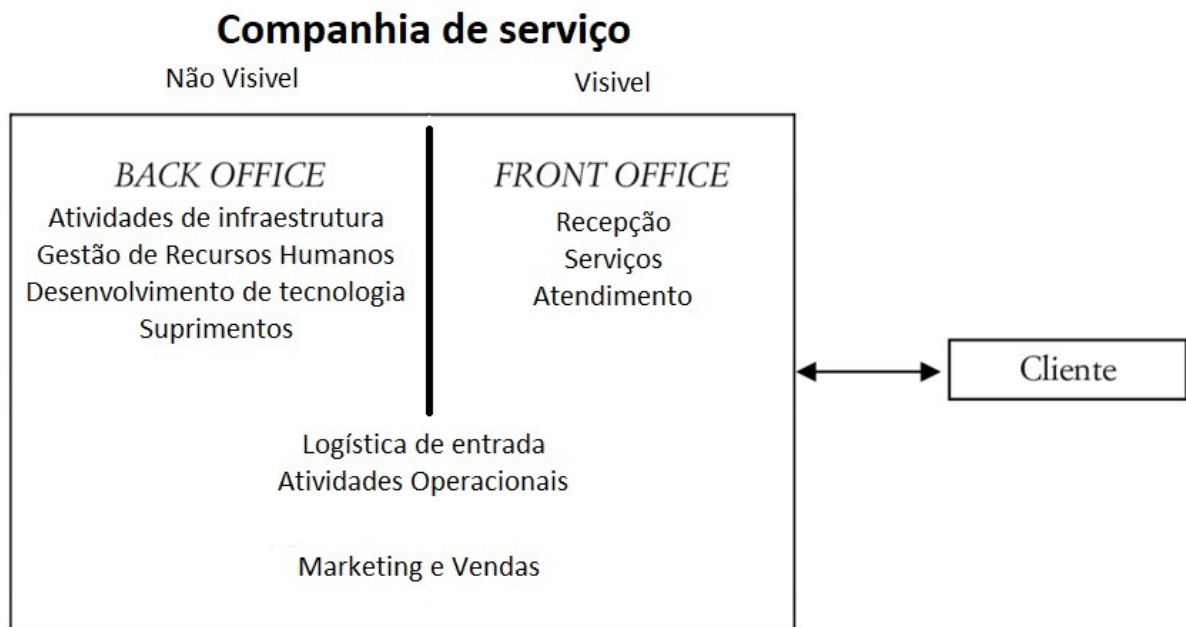 Companhia de serviço
Não Visivel
Visivel
BACK OFFICE
Atividades de infraestrutura
Gestão de Recursos Humanos
Desenvolvimento de tecnologia
Suprimentos
FRONT OFFICE
Recepção
Serviços
Atendimento
Cliente
Logística de entrada
Atividades Operacionais
Marketing e Vendas